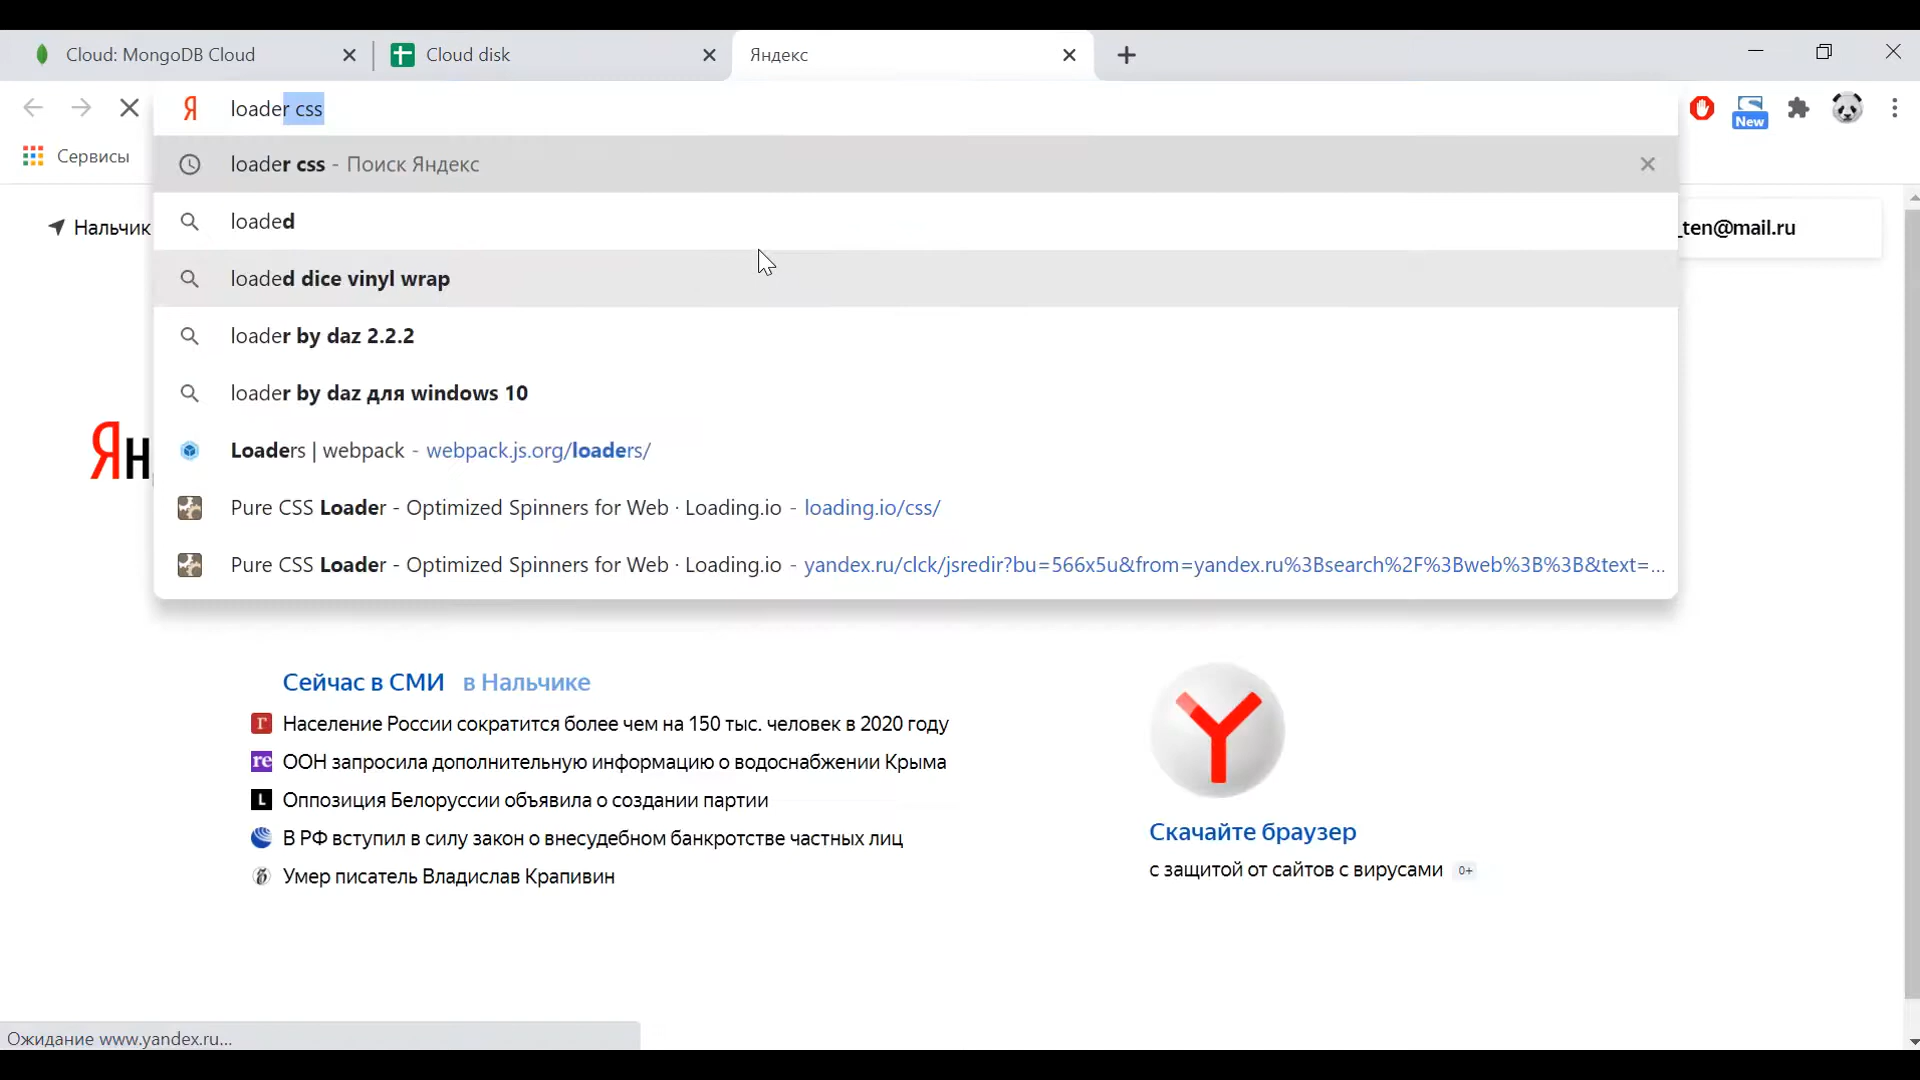 Cloud: MongoDB Cloud
Cloud disk
Яндекс
loader css
New
Сервисы
loader css - Поиск Яндекс
loaded
Нальчик
_ten@mail.ru
loaded dice vinyl wrap
loader by daz 2.2.2
loader by daz для windows 10
Loaders | webpack - webpack.js.org/loaders/
Pure CSS Loader - Optimized Spinners for Web · Loading.io - loading.io/css/
Pure CSS Loader - Optimized Spinners for Web · Loading.io - yandex.ru/clck/jsredir?bu=566x5u&from=yandex.ru%3Bsearch%2F%3Bweb%3B%3B&text=...
Сейчас в СМИ в Нальчике
Население России сократится более чем на 150 тыс. человек в 2020 году
ООН запросила дополнительную информацию о водоснабжении Крыма
Оппозиция Белоруссии объявила о создании партии
В РФ вступил в силу закон о внесудебном банкротстве частных лиц
Умер писатель Владислав Крапивин
Скачайте браузер
с защитой от сайтов с вирусами 0+
Ожидание www.yandex.ru...